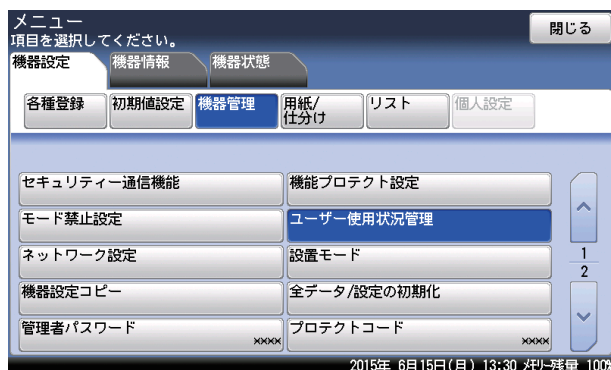 メニュー
項目を選択してください。
閉じる
機器設定
機器情報
機器状態
各種登録
初期値設定
機器管理
用紙/
仕分け
リスト
個人設定
セキュリティー通信機能
機能プロテクト設定
モード禁止設定
ユーザー使用状況管理
ネットワーク設定
設置モード
機器設定コピー
全データ/設定の初期化
管理者パスワード
××××
プロテクトコード
××××
1
2
2015年 6月15日(月) 13:30 メモリー残量 100%